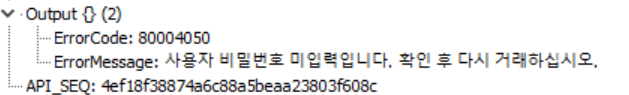 Output {} (2)
ErrorCode: 80004050
ErrorMessage: 사용자 비밀번호 미입력입니다. 확인 후 다시 거래하십시오.
API_SEQ: 4ef18f38874a6c88a5beaa23803f608c